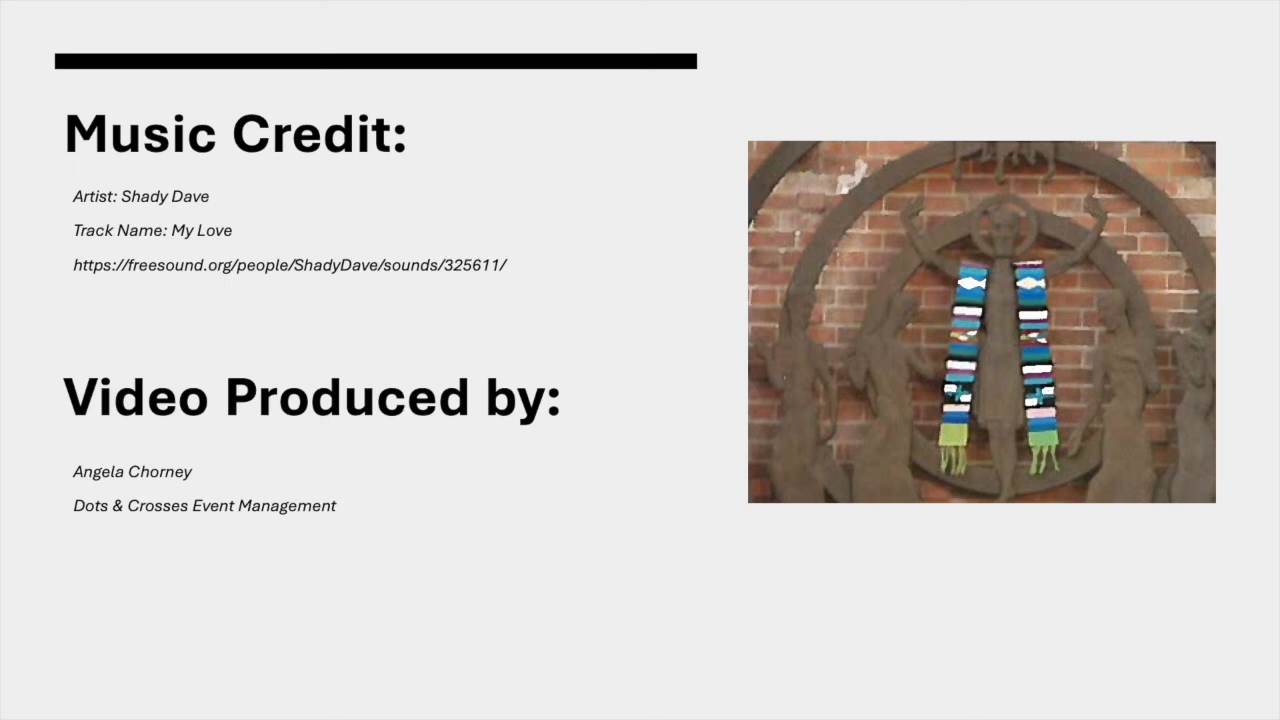 Music Credit:
Artist: Shady Dave
Track Name: My Love
https://freesound.org/people/ShadyDave/sounds/325611/
Video Produced by:
Angela Chorney
Dots & Crosses Event Management